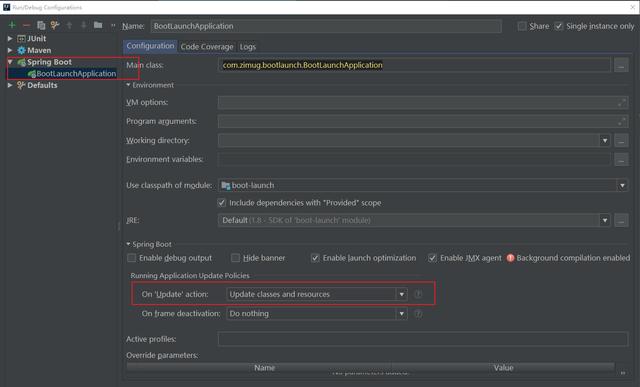 Run/Debug Configurations
Name: BootLaunchApplication
Share
Single instance only
JUnit
Maven
Spring Boot
BootLaunchApplication
Defaults
Configuration Code Coverage Logs
Main class: com.zimug.bootlaunch.BootLaunchApplication
Environment
VM options:
Program arguments:
Working directory:
Environment variables:
Use classpath of module: boot-launch
Include dependencies with "Provided" scope
JRE: Default (1.8 - SDK of 'boot-launch' module)
Spring Boot
Enable debug output Hide banner Enable launch optimization Enable JMX agent Background compilation enabled
Running Application Update Policies
On 'Update' action: Update classes and resources
On frame deactivation: Do nothing
Active profiles:
Override parameters:
Name Value
No parameters added.